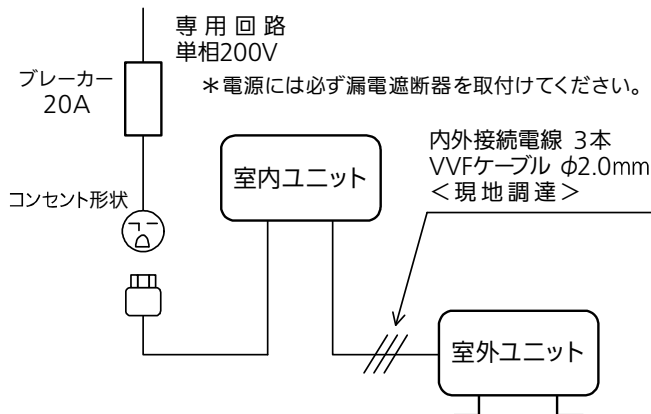 専用回路
単相200V
＊電源には必ず漏電遮断器を取付けてください。
ブレーカー
20A
内外接続電線 3本
VVFケーブル φ2.0mm
＜現地調達＞
室内ユニット
コンセント形状
室外ユニット